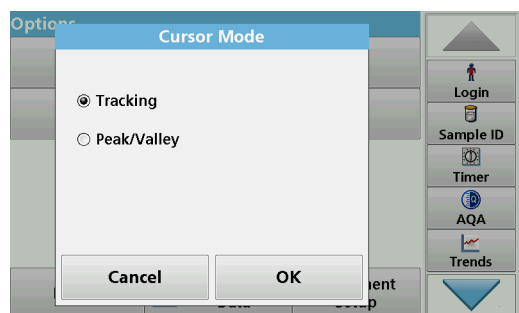 Options
Cursor Mode
Tracking
Peak/Valley
Cancel
OK
Login
Sample ID
Timer
AQA
Trends